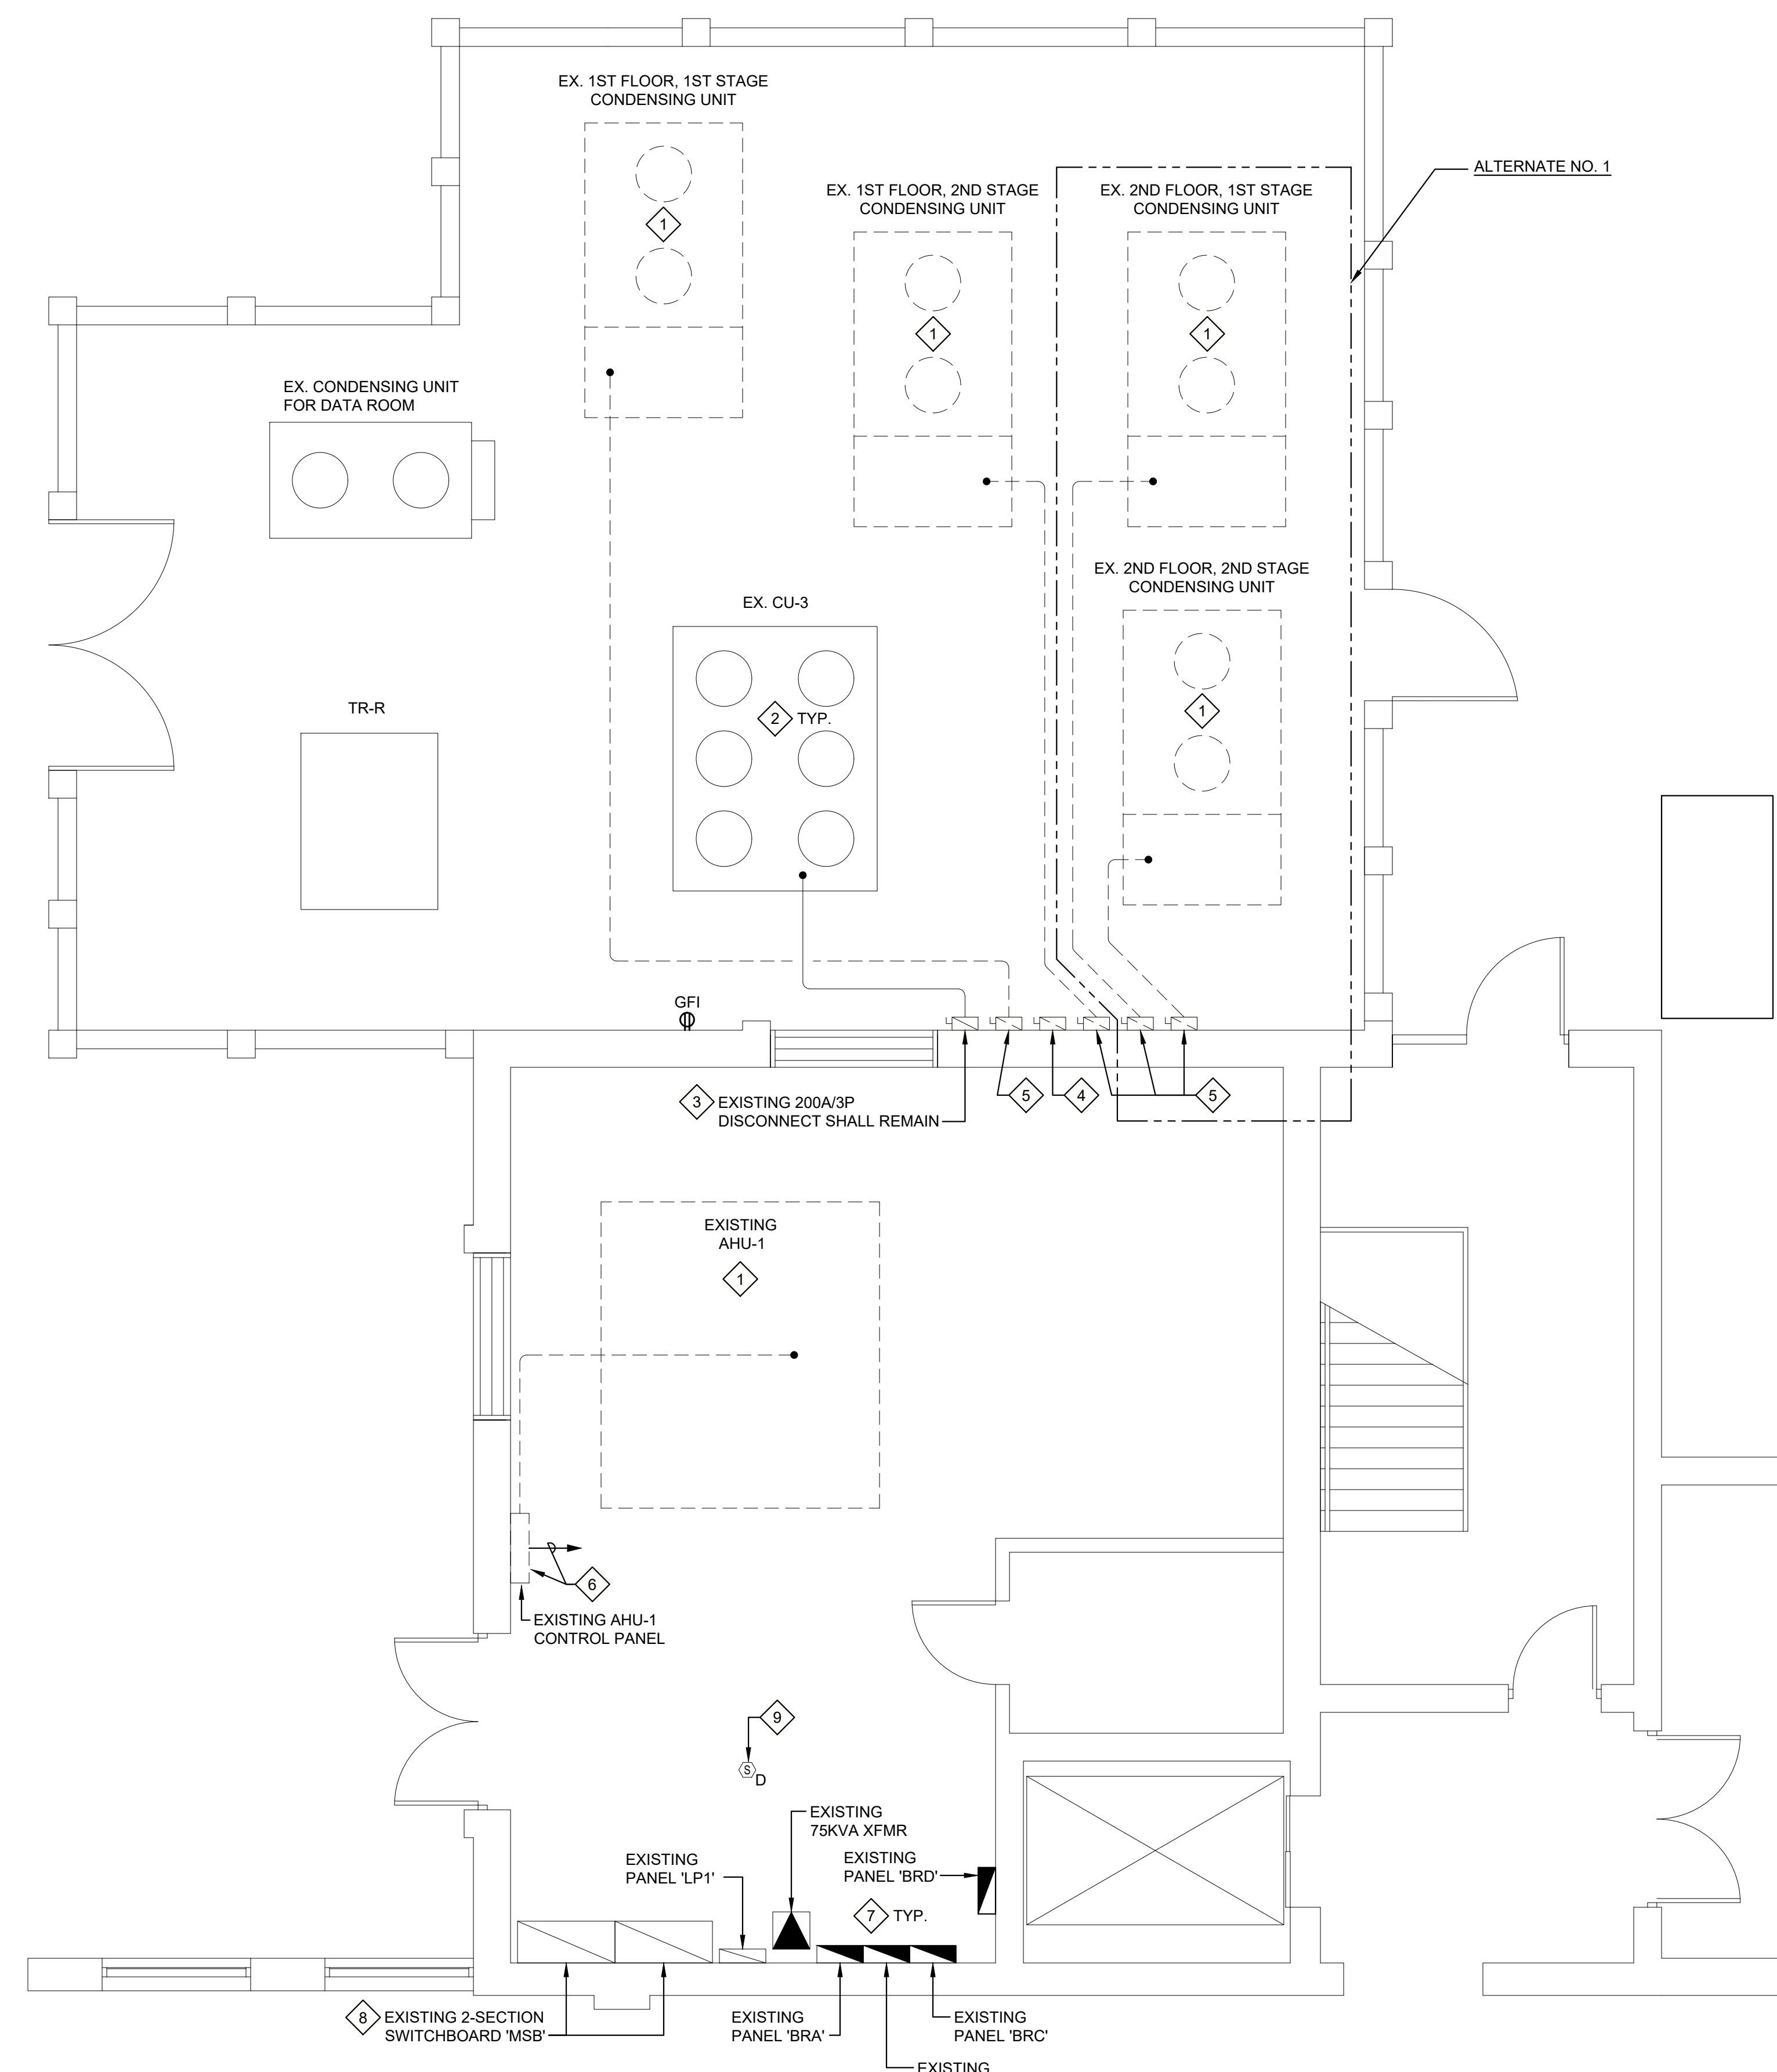 EX. 1ST FLOOR, 1ST STAGE
CONDENSING UNIT
1
ALTERNATE NO. 1
EX. 1ST FLOOR, 2ND STAGE
CONDENSING UNIT
1
EX. 2ND FLOOR, 1ST STAGE
CONDENSING UNIT
1
EX. CONDENSING UNIT
FOR DATA ROOM
EX. 2ND FLOOR, 2ND STAGE
CONDENSING UNIT
1
EX. CU-3
2 TYP.
TR-R
GFI
3 EXISTING 200A/3P
DISCONNECT SHALL REMAIN
5
4
5
EXISTING
AHU-1
1
6
EXISTING AHU-1
CONTROL PANEL
9
S
D
EXISTING
75KVA XFMR
EXISTING
PANEL 'LP1'
EXISTING
PANEL 'BRD'
7 TYP.
8 EXISTING 2-SECTION
SWITCHBOARD 'MSB'
EXISTING
PANEL 'BRA'
EXISTING
PANEL 'BRC'
EXISTING